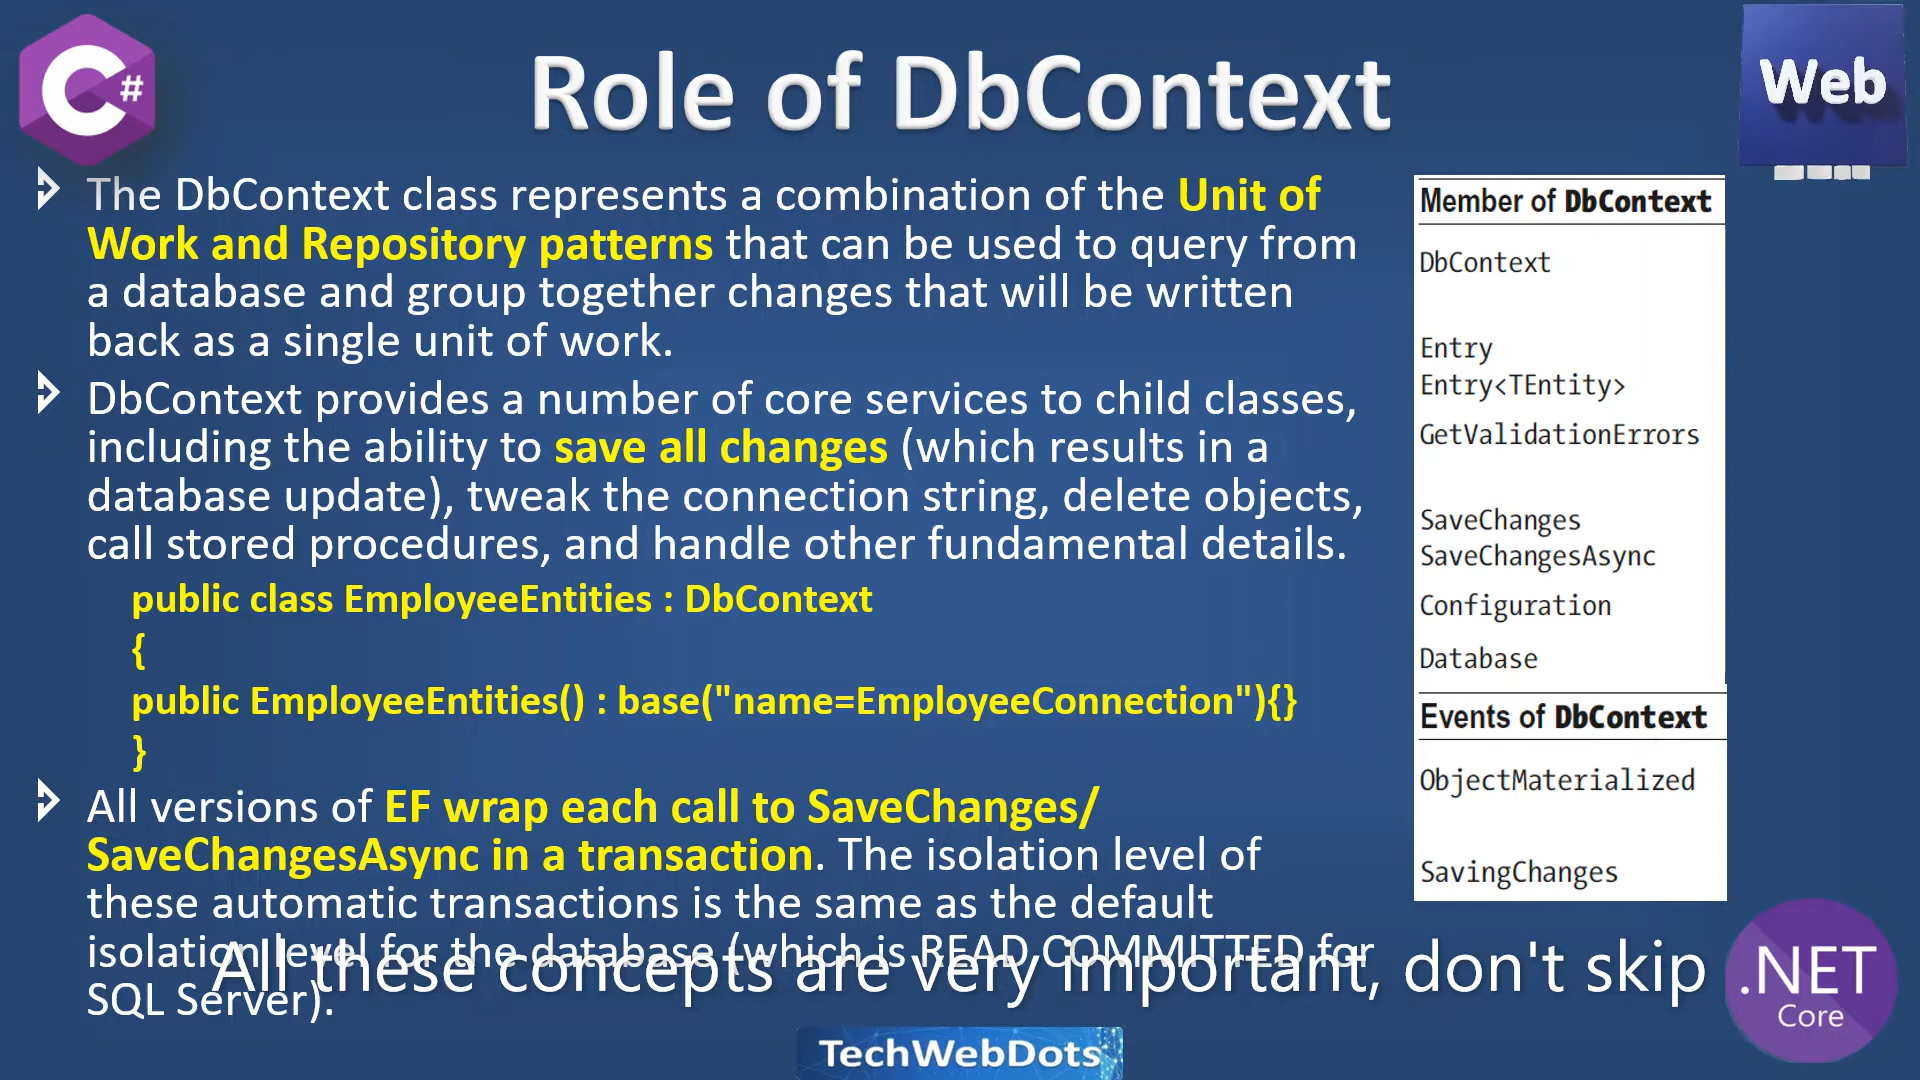 C#
Role of DbContext
Web
The DbContext class represents a combination of the Unit of
Work and Repository patterns that can be used to query from
a database and group together changes that will be written
back as a single unit of work.
DbContext provides a number of core services to child classes,
including the ability to save all changes (which results in a
database update), tweak the connection string, delete objects,
call stored procedures, and handle other fundamental details.
public class EmployeeEntities : DbContext
{
public EmployeeEntities() : base("name=EmployeeConnection"){}
}
All versions of EF wrap each call to SaveChanges/
SaveChangesAsync in a transaction. The isolation level of
these automatic transactions is the same as the default
isolation level for the database (which is READ COMMITTED for
SQL Server).
Member of DbContext
DbContext
Entry
Entry<TEntity>
GetValidationErrors
SaveChanges
SaveChangesAsync
Configuration
Database
Events of DbContext
ObjectMaterialized
SavingChanges
All these concepts are very important, don't skip
.NET
Core
TechWebDots